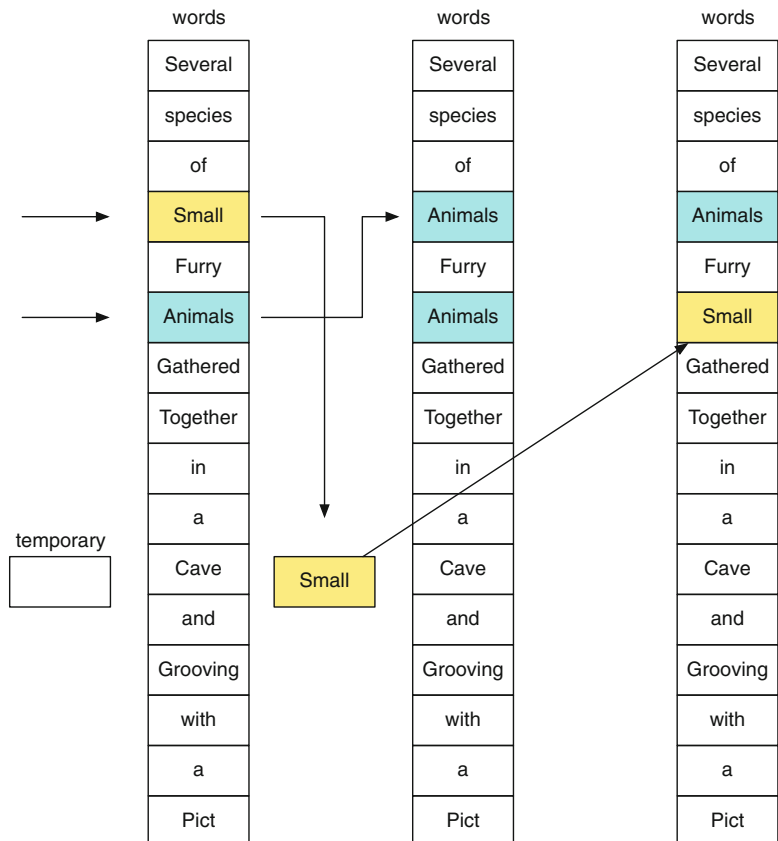 words
Several
species
of
Small
Furry
Animals
Gathered
Together
in
a
Cave
and
Grooving
with
a
Pict
temporary
Small
words
Several
species
of
Animals
Furry
Animals
Gathered
Together
in
a
Cave
and
Grooving
with
a
Pict
words
Several
species
of
Animals
Furry
Small
Gathered
Together
in
a
Cave
and
Grooving
with
a
Pict